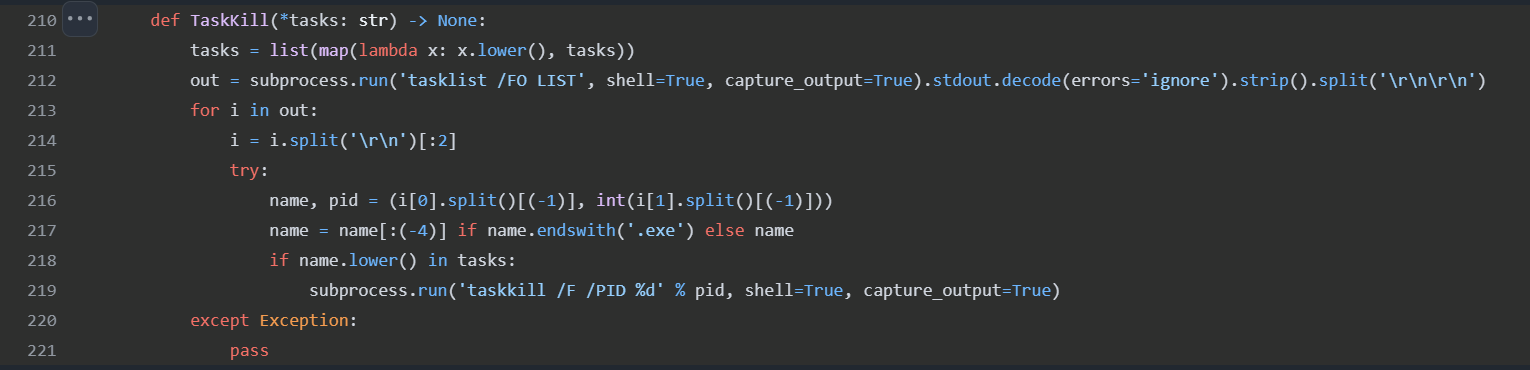 210 ••• def TaskKill(*tasks: str) -> None:
211 tasks = list(map(lambda x: x.lower(), tasks))
212 out = subprocess.run('tasklist /FO LIST', shell=True, capture_output=True).stdout.decode(errors='ignore').strip().split('\r\n\r\n')
213 for i in out:
214 i = i.split('\r\n')[:2]
215 try:
216 name, pid = (i[0].split()[(-1)], int(i[1].split()[(-1)]))
217 name = name[:(-4)] if name.endswith('.exe') else name
218 if name.lower() in tasks:
219 subprocess.run('taskkill /F /PID %d' % pid, shell=True, capture_output=True)
220 except Exception:
221 pass